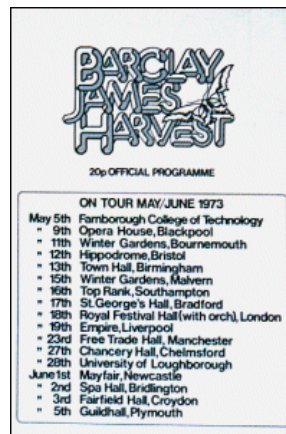 BARCLAY
JAMES
HARVEST
20p OFFICIAL PROGRAMME
ON TOUR MAY/JUNE 1973
May 5th Farnborough College of Technology
" 9th Opera House, Blackpool
" 11th Winter Gardens, Bournemouth
" 12th Hippodrome, Bristol
" 13th Town Hall, Birmingham
" 15th Winter Gardens, Malvern
" 16th Top Rank, Southampton
" 17th St. George's Hall, Bradford
" 18th Royal Festival Hall (with orch), London
" 19th Empire, Liverpool
" 23rd Free Trade Hall, Manchester
" 27th Chancery Hall, Chelmsford
" 28th University of Loughborough
June 1st Mayfair, Newcastle
" 2nd Spa Hall, Bridlington
" 3rd Fairfield Hall, Croydon
" 5th Guildhall, Plymouth